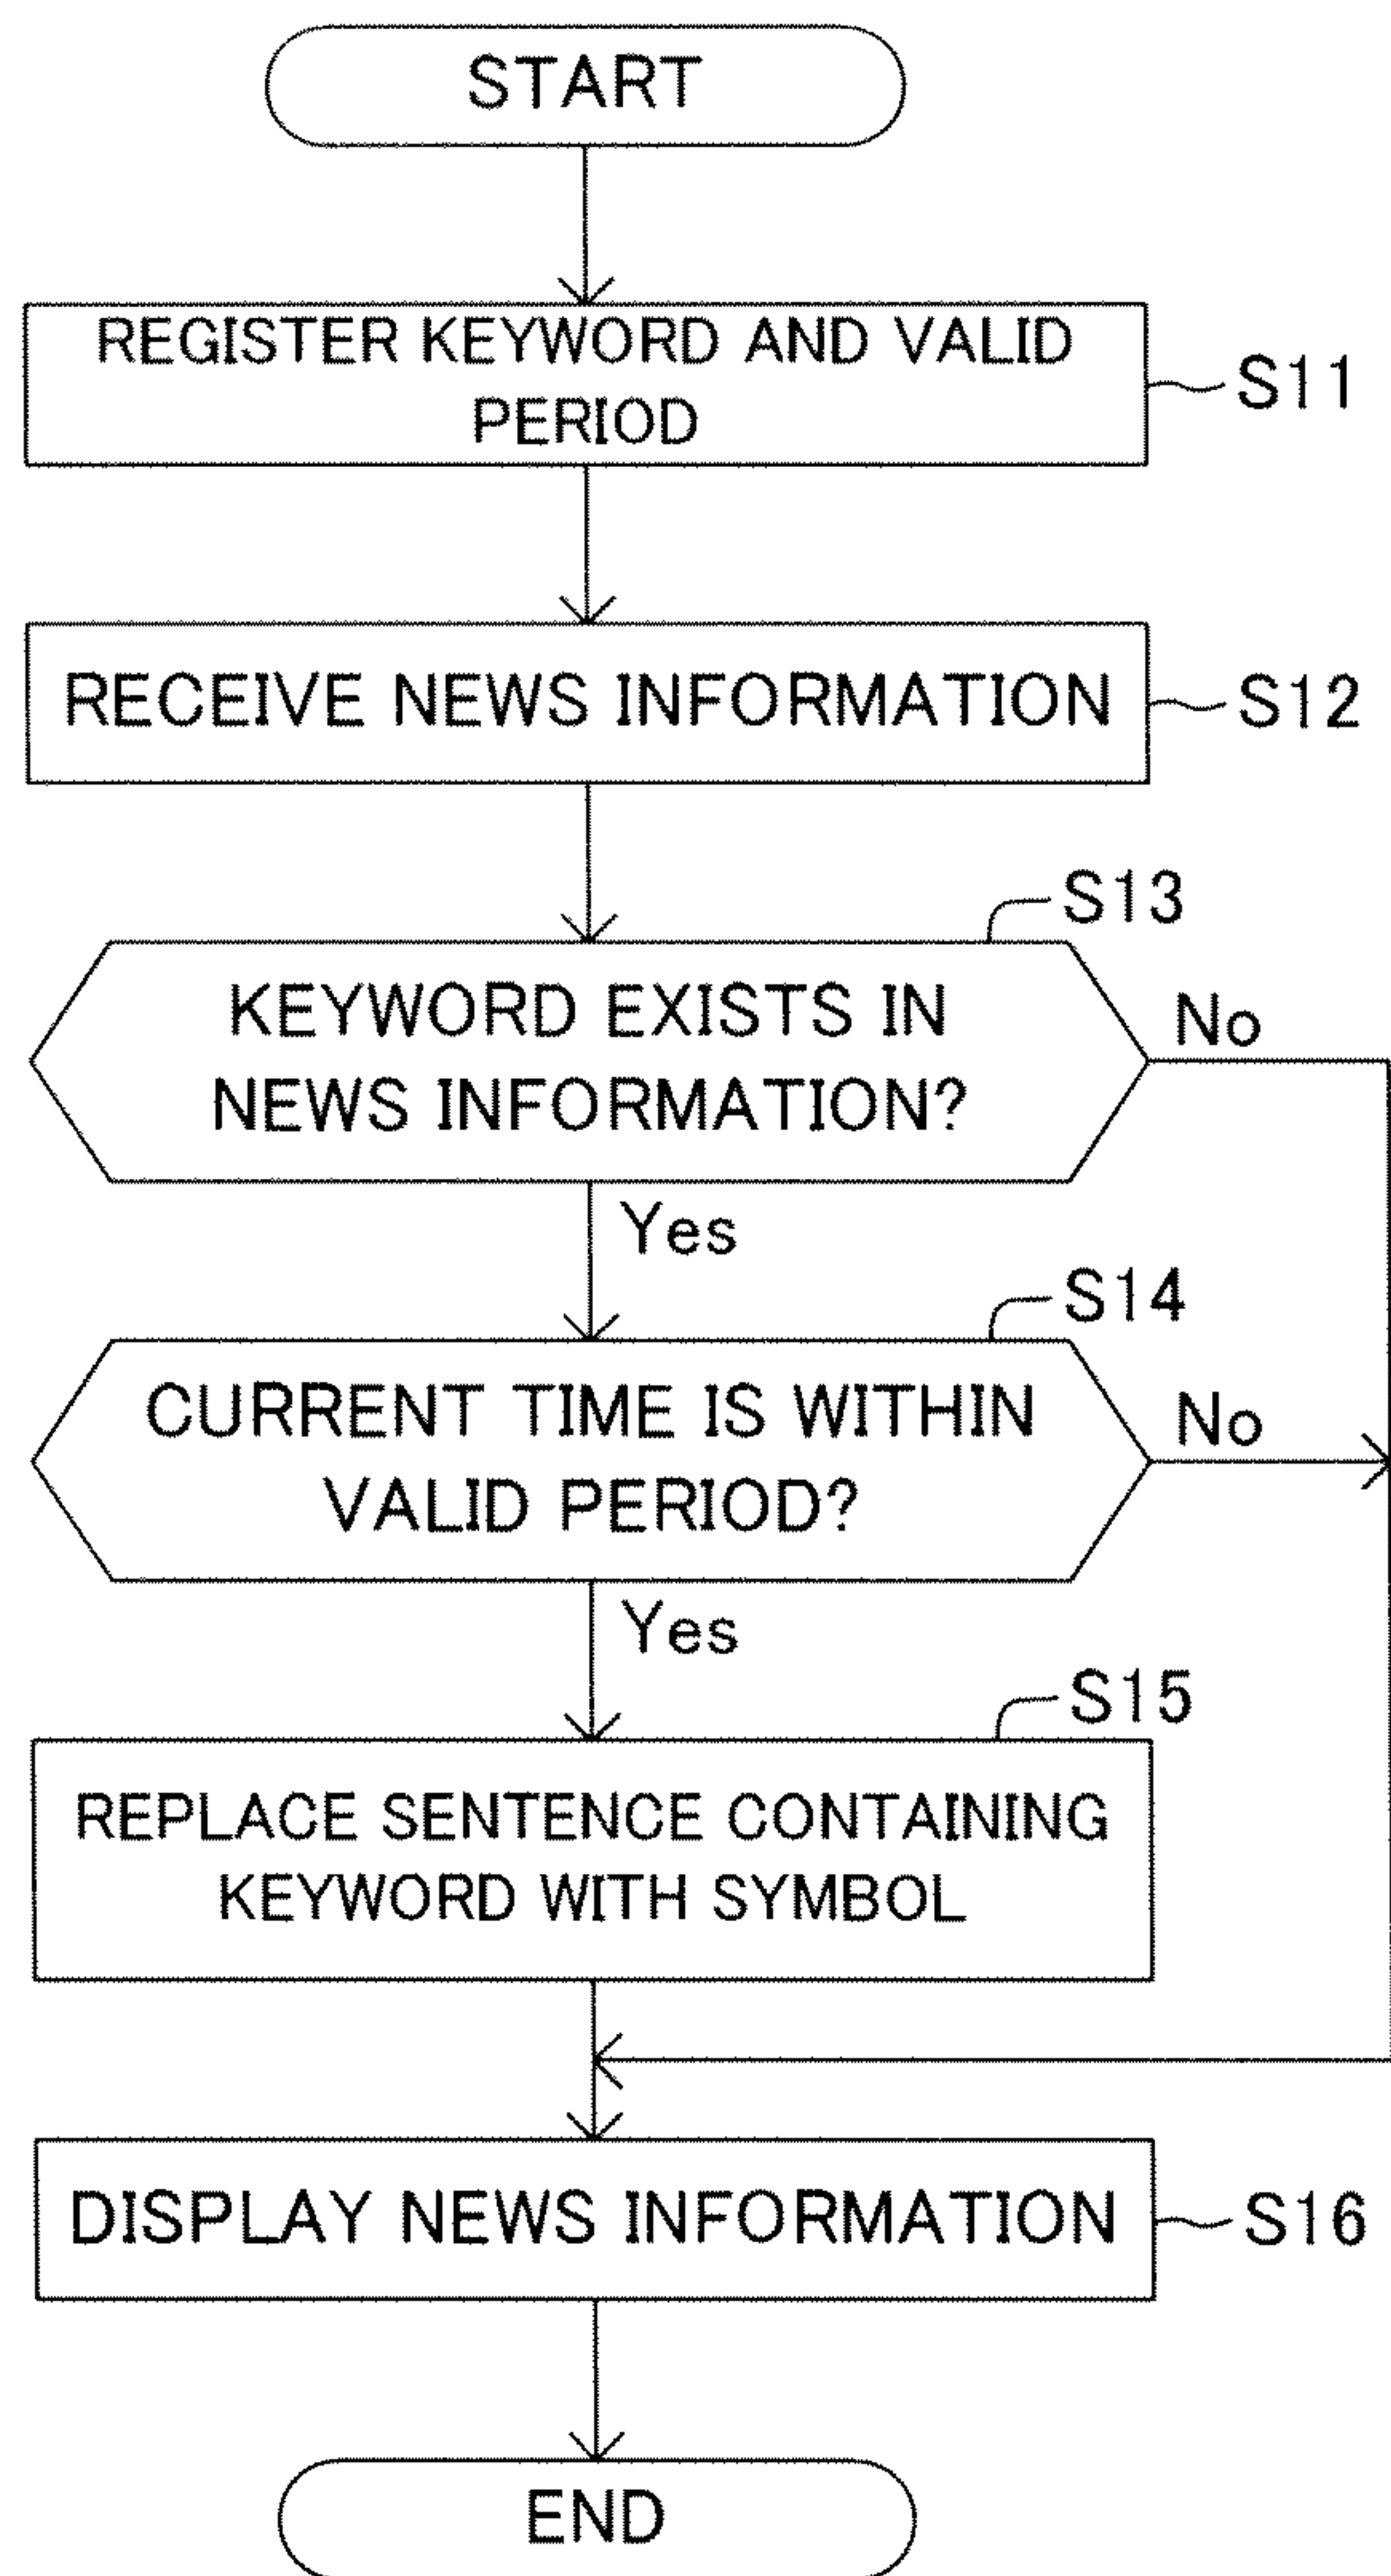 START
REGISTER KEYWORD AND VALID
PERIOD
S11
RECEIVE NEWS INFORMATION
S12
S13
KEYWORD EXISTS IN
NEWS INFORMATION?
No
Yes
S14
CURRENT TIME IS WITHIN
VALID PERIOD?
No
Yes
S15
REPLACE SENTENCE CONTAINING
KEYWORD WITH SYMBOL
DISPLAY NEWS INFORMATION
S16
END